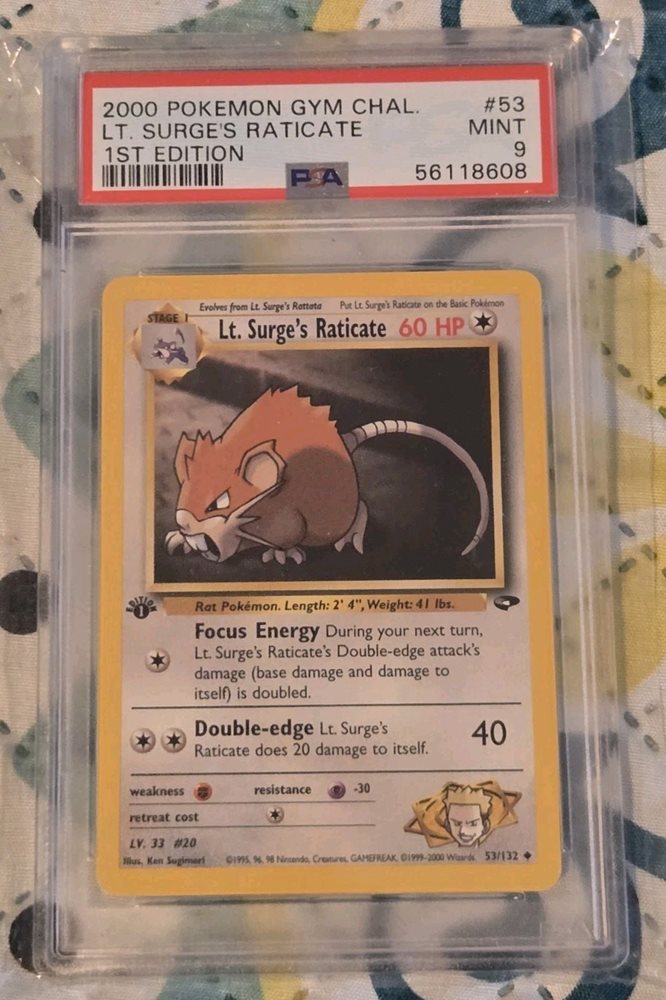 2000 POKEMON GYM CHAL. #53
LT. SURGE'S RATICATE MINT
1ST EDITION 9
PSA 56118608
Evolves from Lt. Surge's Rattata Put Lt. Surge's Raticate on the Basic Pokémon
STAGE 1
Lt. Surge's Raticate 60 HP
EDITION
1
Rat Pokémon. Length: 2' 4", Weight: 41 lbs.
Focus Energy During your next turn,
Lt. Surge's Raticate's Double-edge attack's
damage (base damage and damage to
itself) is doubled.
Double-edge Lt. Surge's
Raticate does 20 damage to itself.
40
weakness resistance -30
retreat cost
LV. 33 #20
Illus. Ken Sugimori ©1995, 96, 98 Nintendo, Creatures, GAMEFREAK. ©1999-2000 Wizards. 53/132